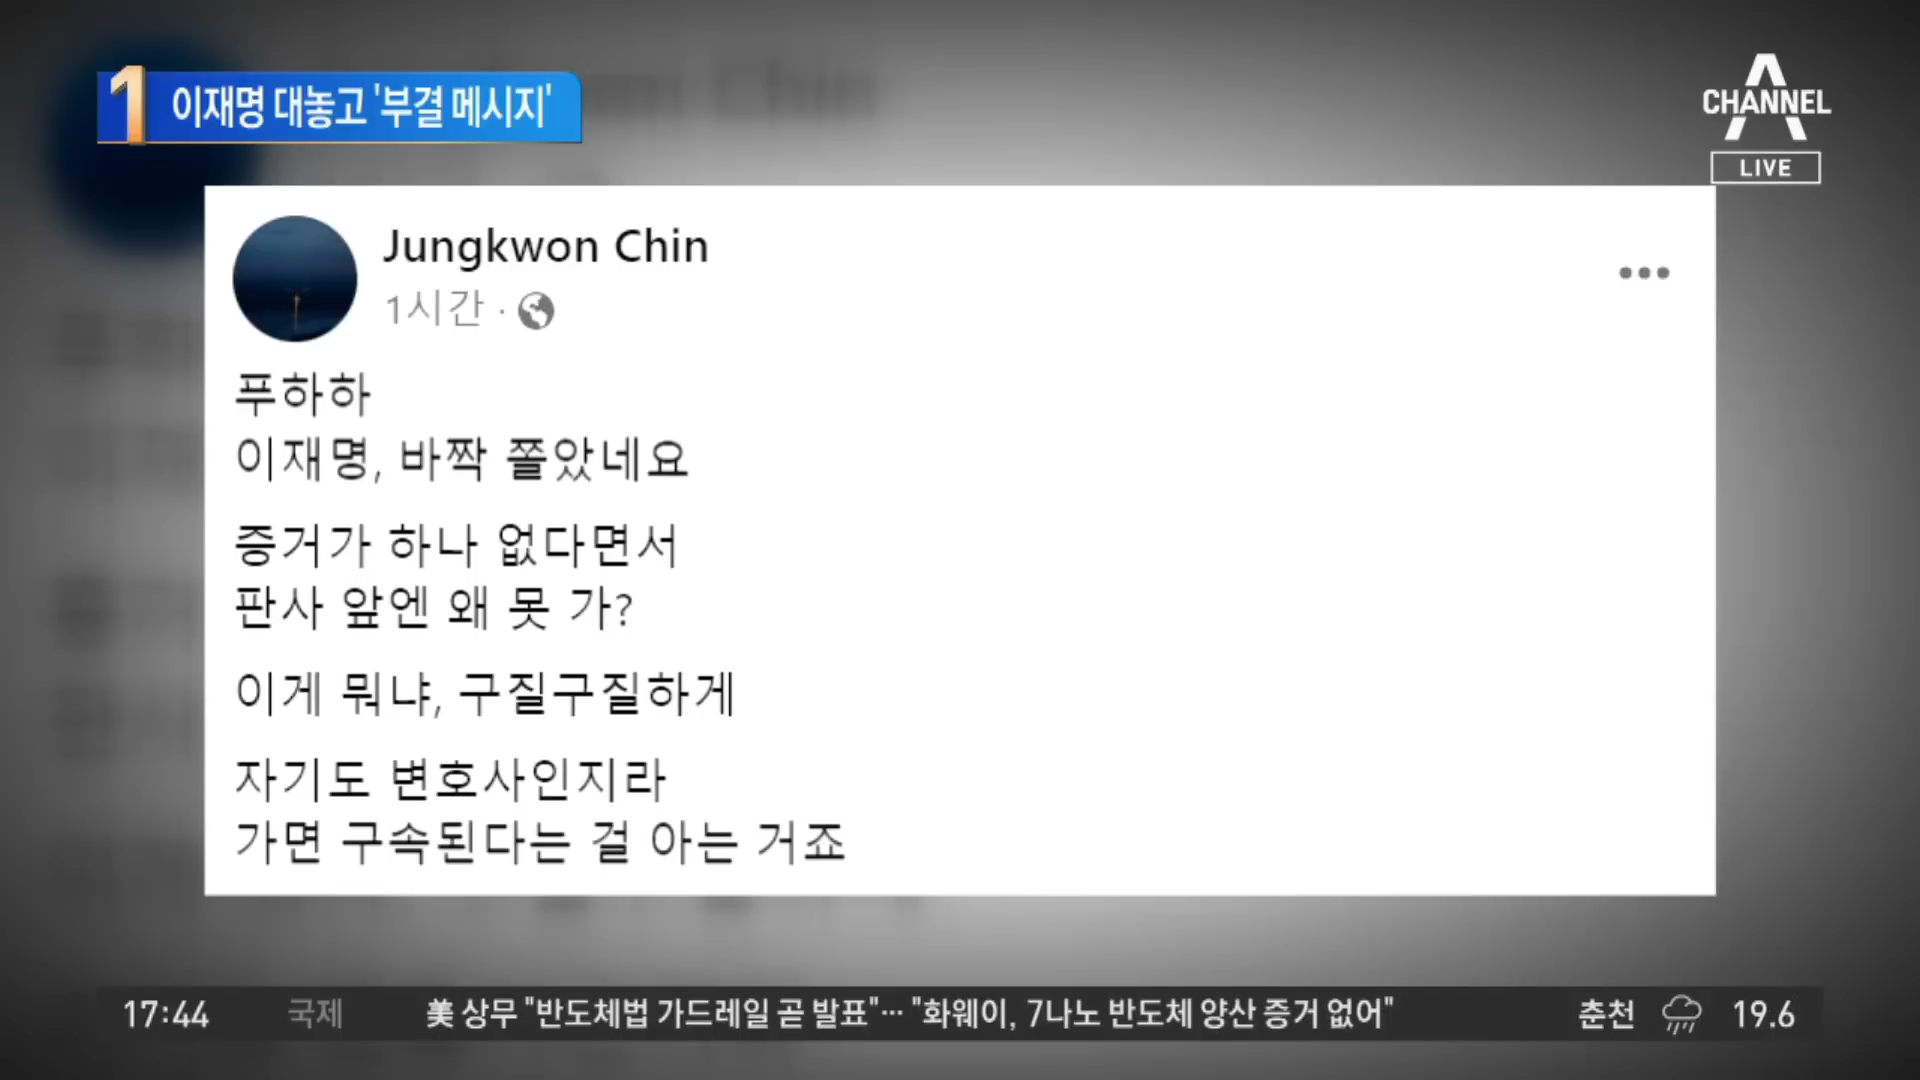 1 이재명 대놓고 '부결 메시지'
CHANNEL A
LIVE
Jungkwon Chin
1시간 ·
푸하하
이재명, 바짝 쫄았네요
증거가 하나 없다면서
판사 앞엔 왜 못 가?
이게 뭐냐, 구질구질하게
자기도 변호사인지라
가면 구속된다는 걸 아는 거죠
17:44 국제 美 상무 "반도체법 가드레일 곧 발표"… "화웨이, 7나노 반도체 양산 증거 없어" 춘천 19.6